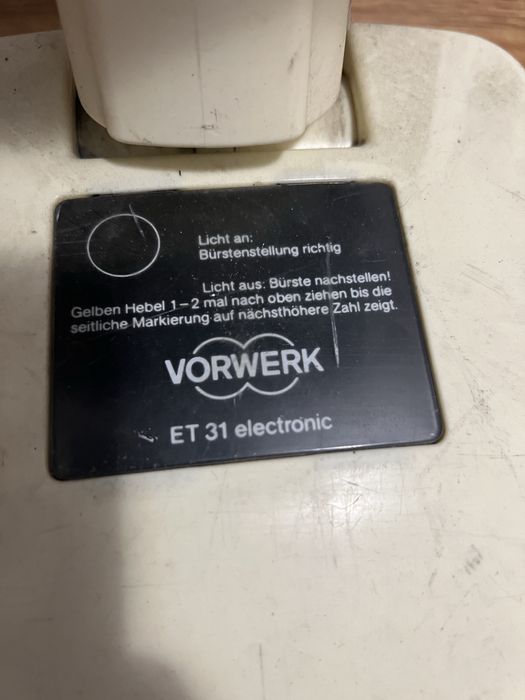 Licht an:
Bürstenstellung richtig
Licht aus: Bürste nachstellen!
Gelben Hebel 1–2 mal nach oben ziehen bis die
seitliche Markierung auf nächsthöhere Zahl zeigt.
VORWERK
ET 31 electronic